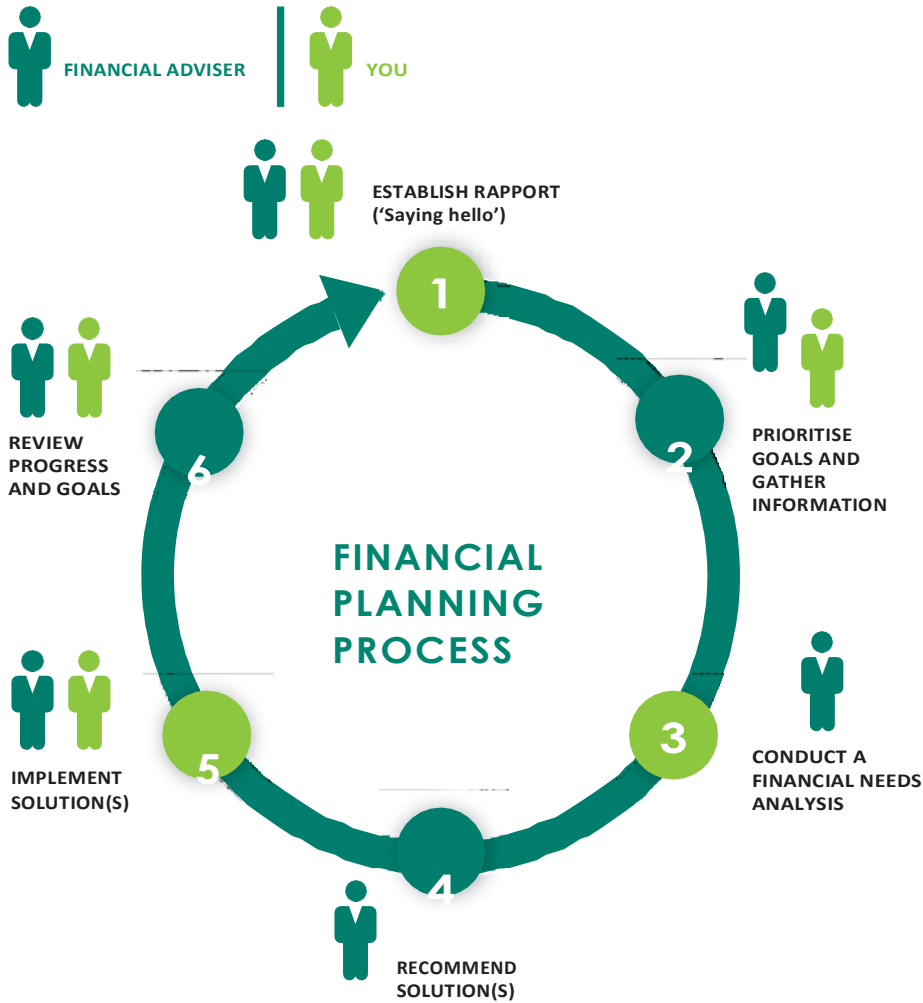 FINANCIAL ADVISER
YOU
ESTABLISH RAPPORT
(‘Saying hello’)
1
2
PRIORITISE
GOALS AND
GATHER
INFORMATION
3
CONDUCT A
FINANCIAL NEEDS
ANALYSIS
4
RECOMMEND
SOLUTION(S)
5
IMPLEMENT
SOLUTION(S)
6
REVIEW
PROGRESS
AND GOALS
FINANCIAL
PLANNING
PROCESS